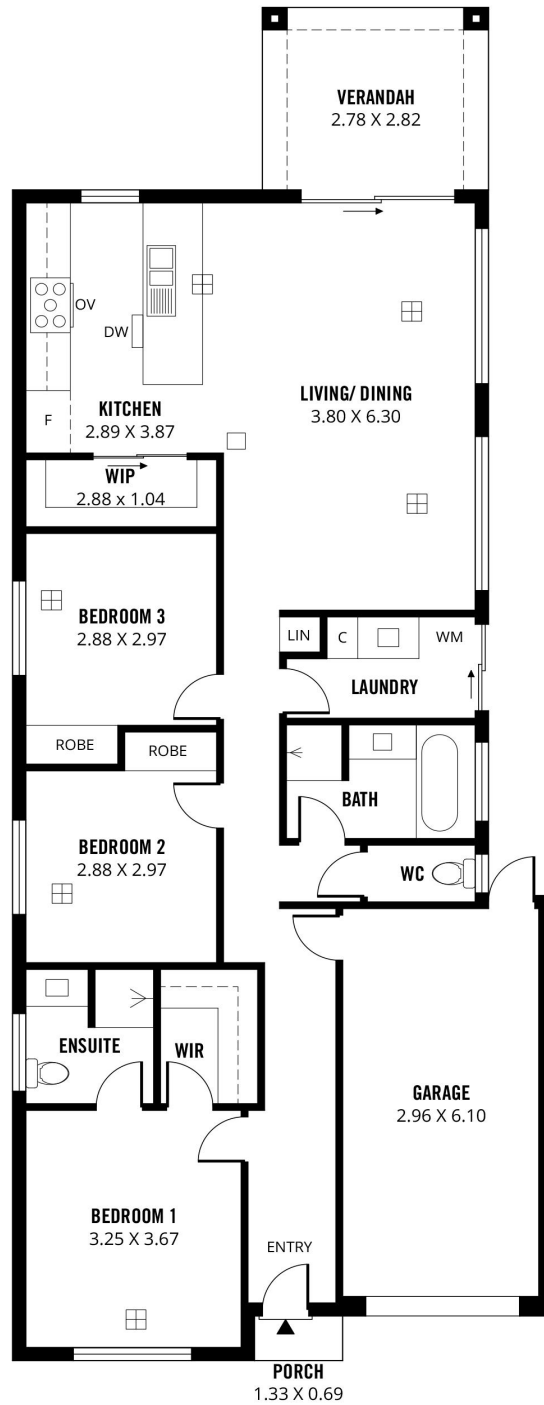 VERANDAH
2.78 X 2.82
OV
DW
F
KITCHEN
2.89 X 3.87
LIVING/ DINING
3.80 X 6.30
WIP
2.88 x 1.04
BEDROOM 3
2.88 X 2.97
LIN
C
WM
LAUNDRY
ROBE
ROBE
BATH
BEDROOM 2
2.88 X 2.97
WC
ENSUITE
WIR
GARAGE
2.96 X 6.10
BEDROOM 1
3.25 X 3.67
ENTRY
PORCH
1.33 X 0.69